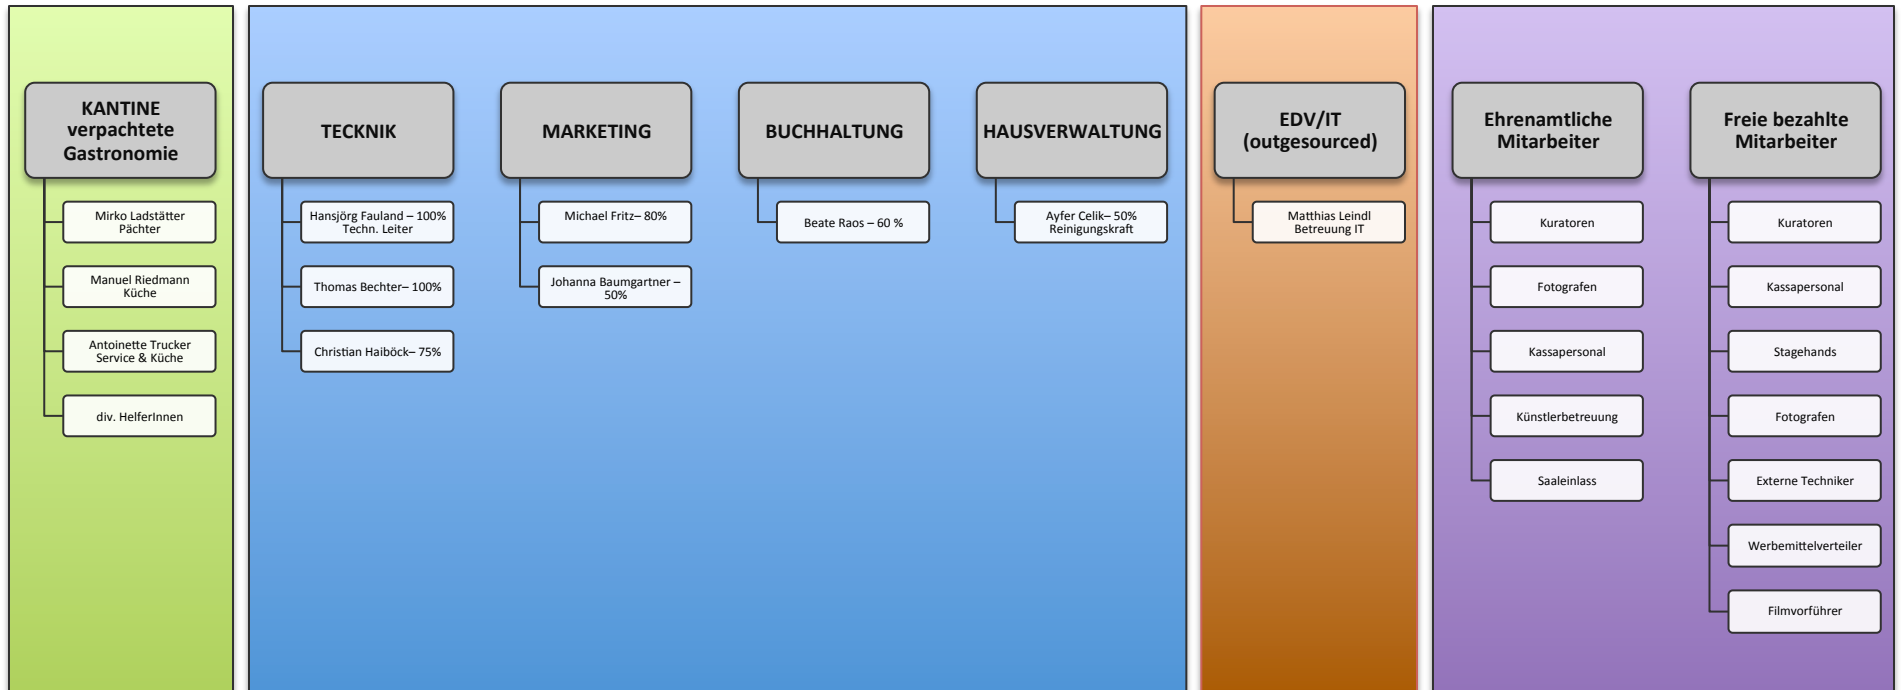 KANTINE
verpachtete
Gastronomie
Mirko Ladstätter
Pächter
Manuel Riedmann
Küche
Antoinette Trucker
Service & Küche
div. HelferInnen
TECKNIK
Hansjörg Fauland – 100%
Techn. Leiter
Thomas Bechter– 100%
Christian Haiböck– 75%
MARKETING
Michael Fritz– 80%
Johanna Baumgartner –
50%
BUCHHALTUNG
Beate Raos – 60 %
HAUSVERWALTUNG
Ayfer Celik– 50%
Reinigungskraft
EDV/IT
(outgesourced)
Matthias Leindl
Betreuung IT
Ehrenamtliche
Mitarbeiter
Kuratoren
Fotografen
Kassapersonal
Künstlerbetreuung
Saaleinlass
Freie bezahlte
Mitarbeiter
Kuratoren
Kassapersonal
Stagehands
Fotografen
Externe Techniker
Werbemittelverteiler
Filmvorführer